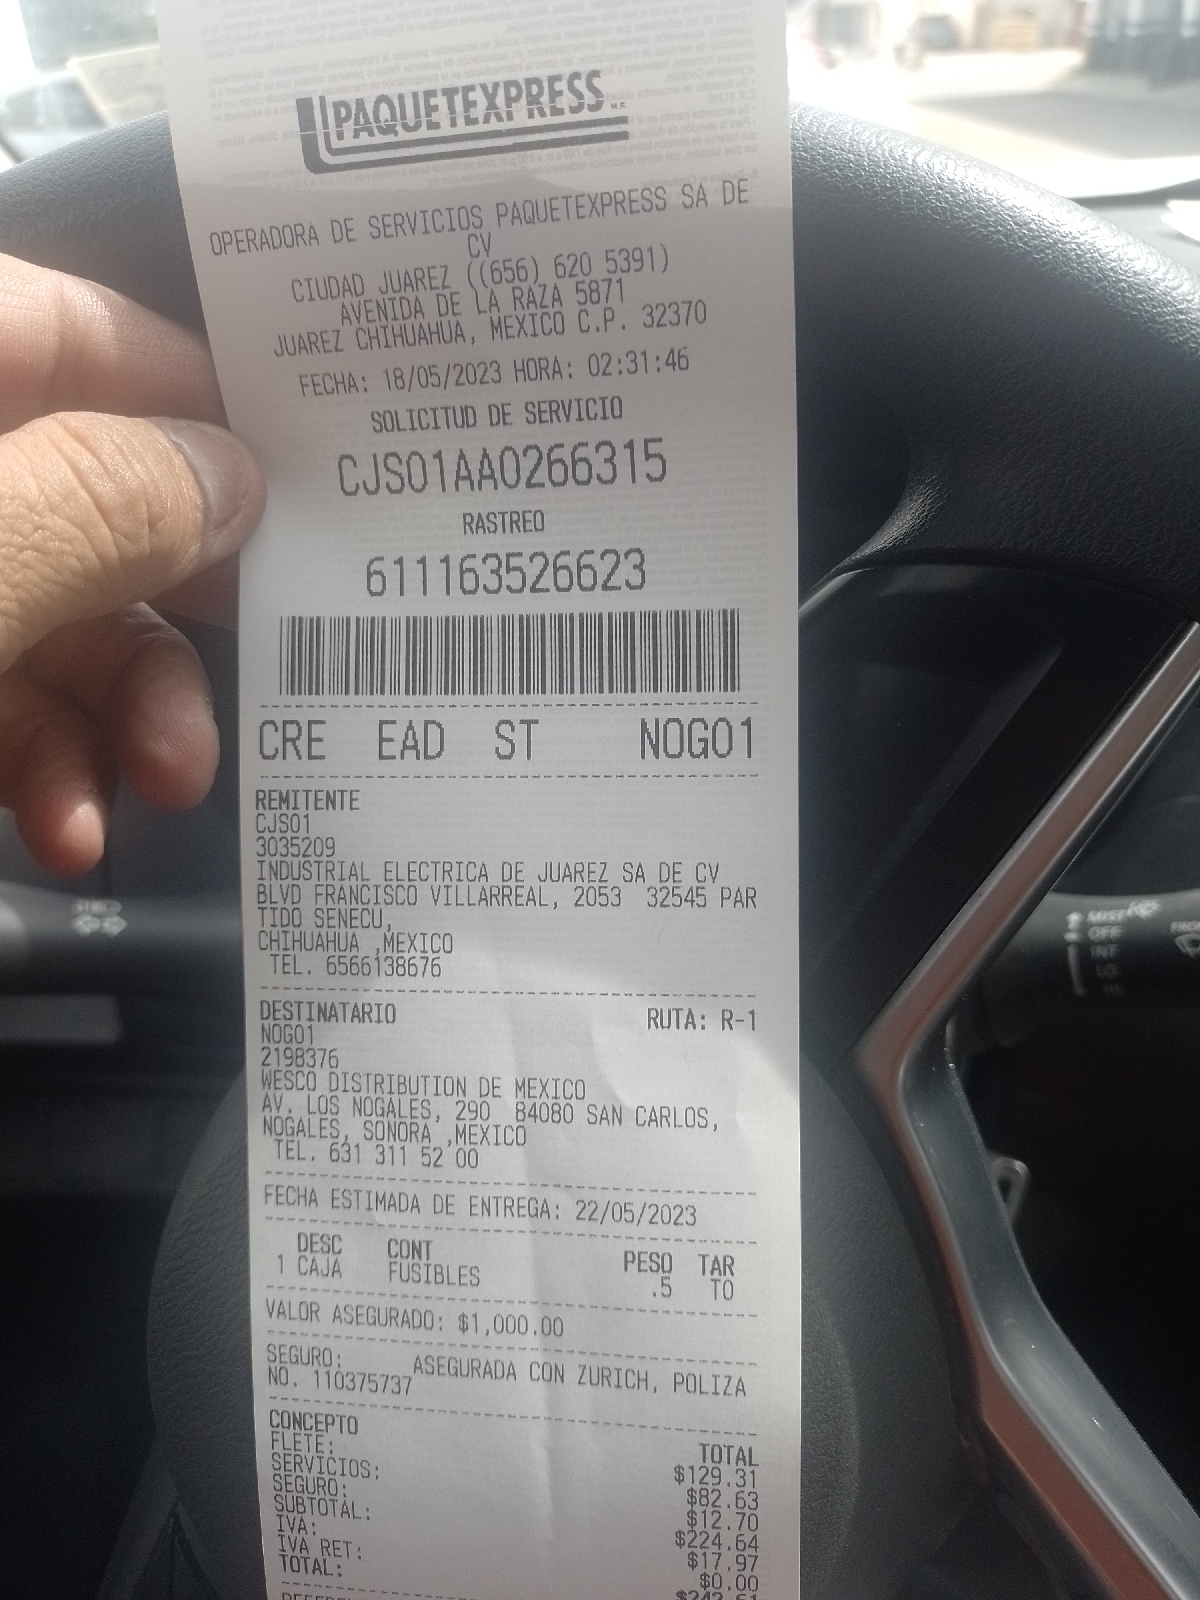 PAQUETEXPRESS M.R.
OPERADORA DE SERVICIOS PAQUETEXPRESS SA DE
CV
CIUDAD JUAREZ ((656) 620 5391)
AVENIDA DE LA RAZA 5871
JUAREZ CHIHUAHUA, MEXICO C.P. 32370
FECHA: 18/05/2023 HORA: 02:31:46
SOLICITUD DE SERVICIO
CJS01AA0266315
RASTREO
611163526623
CRE EAD ST NOGO1
REMITENTE
CJS01
3035209
INDUSTRIAL ELECTRICA DE JUAREZ SA DE CV
BLVD FRANCISCO VILLARREAL, 2053 32545 PAR
TIDO SENECU,
CHIHUAHUA ,MEXICO
TEL. 6566138676
DESTINATARIO RUTA: R-1
NOGO1
2198376
WESCO DISTRIBUTION DE MEXICO
AV. LOS NOGALES, 290 84080 SAN CARLOS,
NOGALES, SONORA ,MEXICO
TEL. 631 311 52 00
FECHA ESTIMADA DE ENTREGA: 22/05/2023
DESC CONT PESO TAR
1 CAJA FUSIBLES .5 TO
VALOR ASEGURADO: $1,000.00
SEGURO: ASEGURADA CON ZURICH, POLIZA
NO. 110375737
CONCEPTO TOTAL
FLETE: $129.31
SERVICIOS: $82.63
SEGURO: $12.70
SUBTOTAL: $224.64
IVA: $17.97
IVA RET: $0.00
TOTAL: $242.61
MIST
OFF
INT
LO
HI